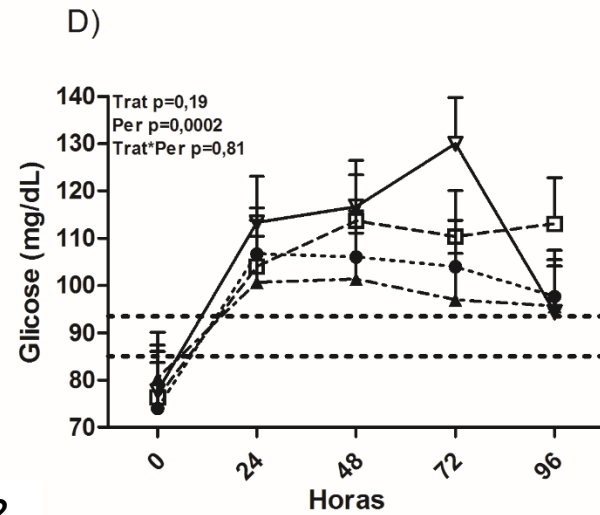 D)
Trat p=0,19
Per p=0,0002
Trat*Per p=0,81
Glicose (mg/dL)
140
130
120
110
100
90
80
70
0
24
48
72
96
Horas